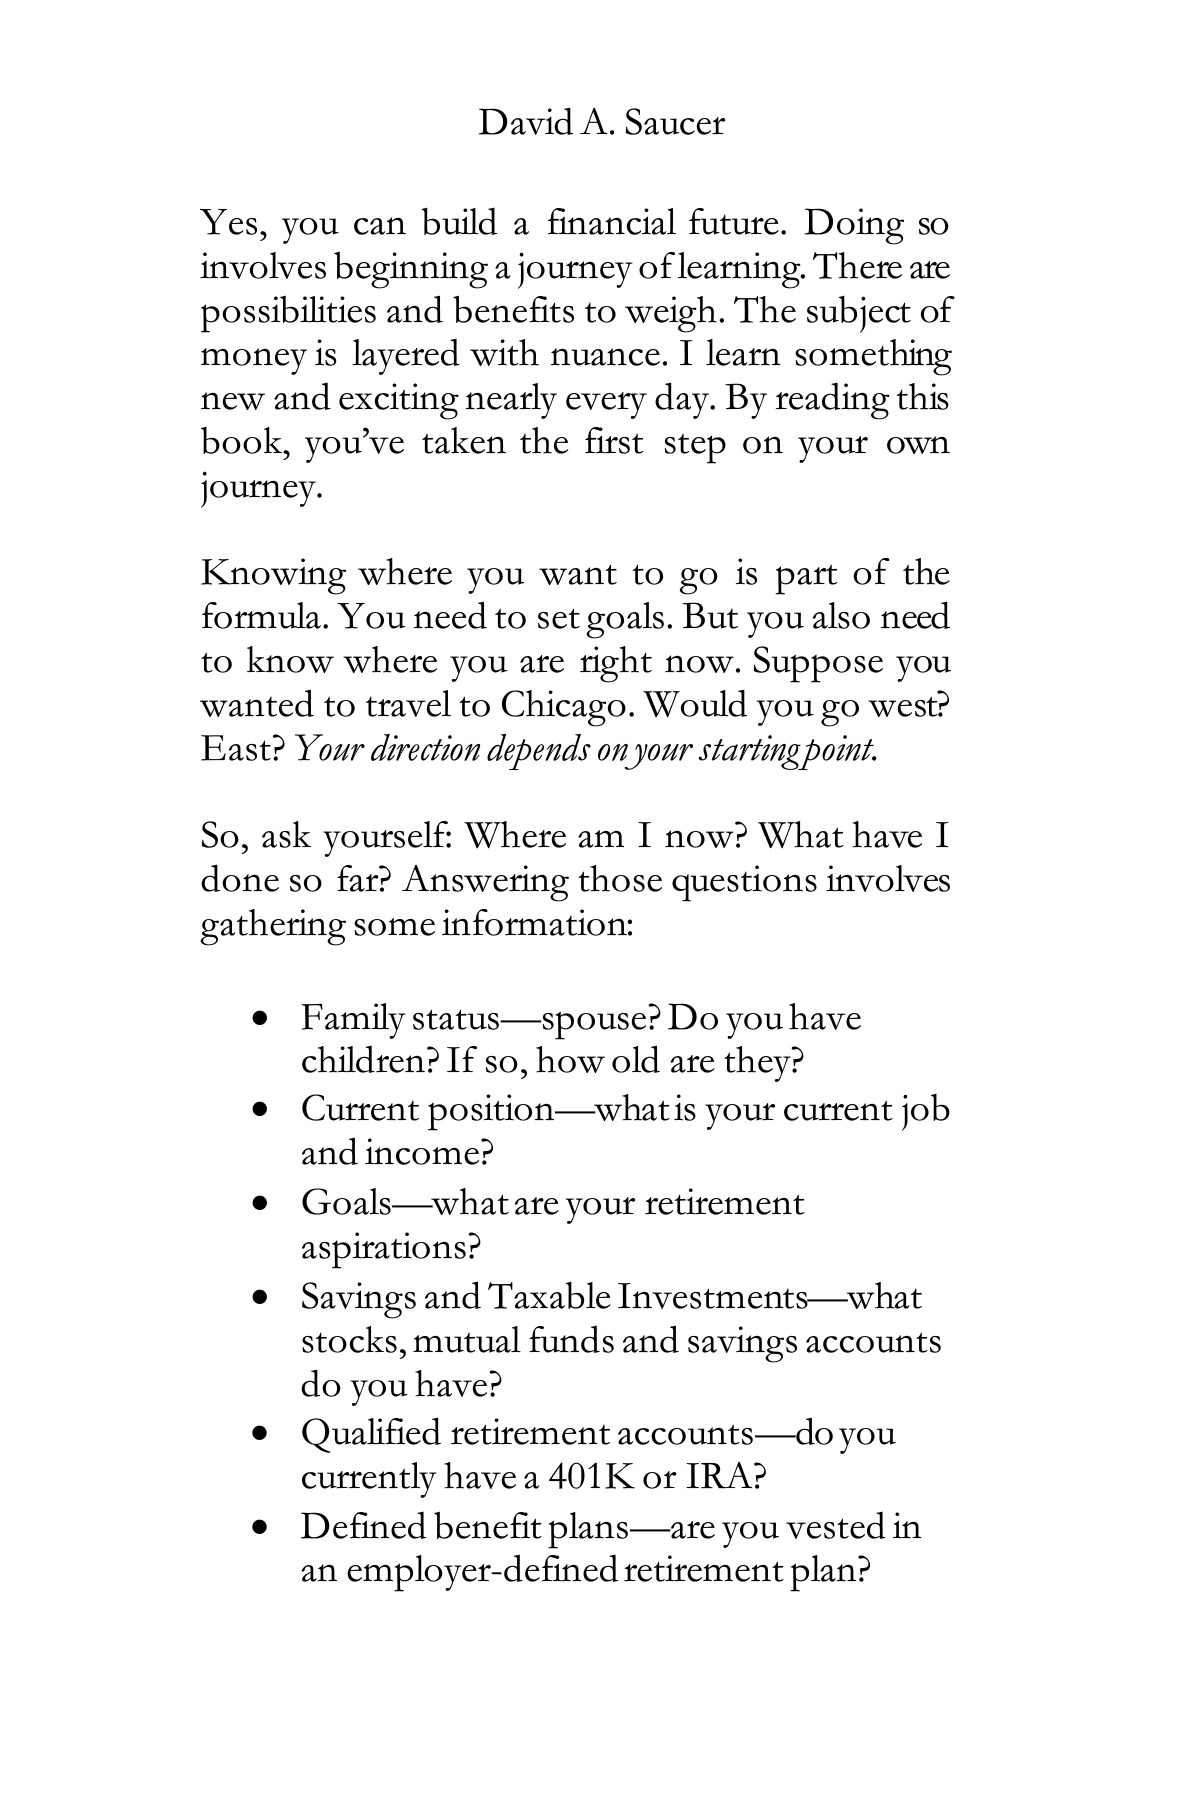 David A. Saucer
Yes, you can build a financial future. Doing so
involves beginning a journey of learning. There are
possibilities and benefits to weigh. The subject of
money is layered with nuance. I learn something
new and exciting nearly every day. By reading this
book, you’ve taken the first step on your own
journey.
Knowing where you want to go is part of the
formula. You need to set goals. But you also need
to know where you are right now. Suppose you
wanted to travel to Chicago. Would you go west?
East? Your direction depends on your starting point.
So, ask yourself: Where am I now? What have I
done so far? Answering those questions involves
gathering some information:
• Family status—spouse? Do you have
children? If so, how old are they?
• Current position—what is your current job
and income?
• Goals—what are your retirement
aspirations?
• Savings and Taxable Investments—what
stocks, mutual funds and savings accounts
do you have?
• Qualified retirement accounts—do you
currently have a 401K or IRA?
• Defined benefit plans—are you vested in
an employer-defined retirement plan?